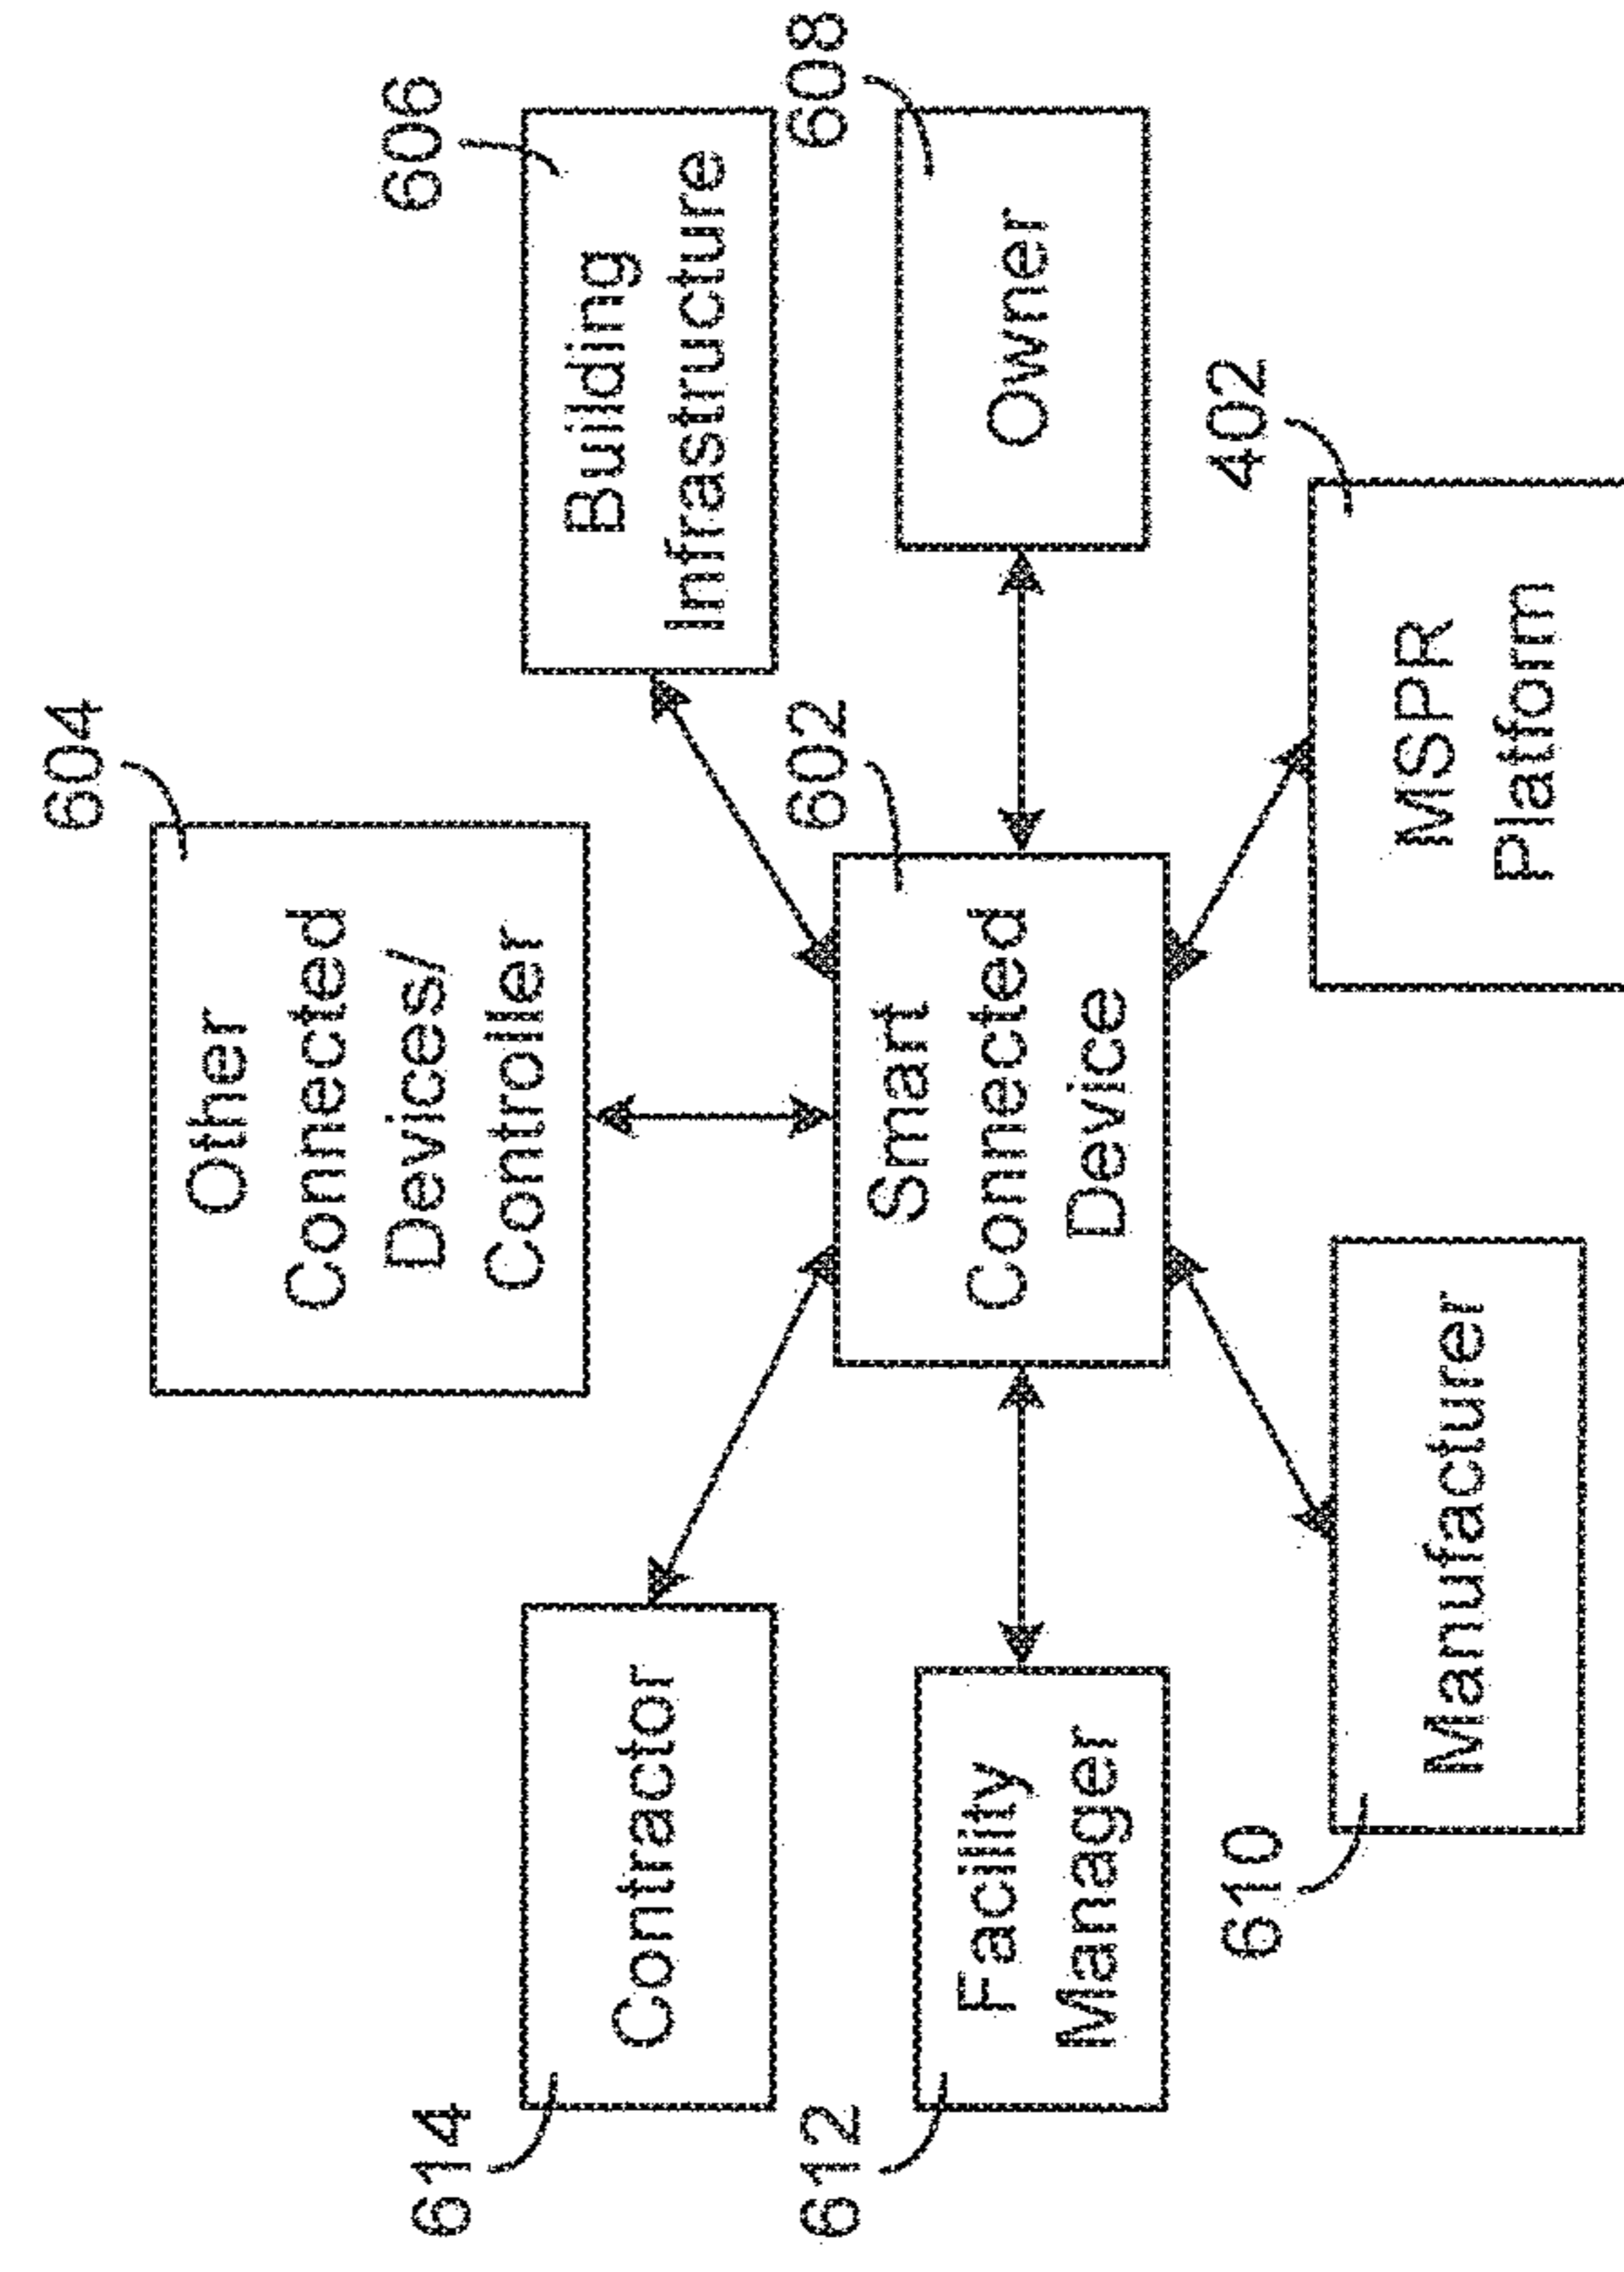 604
Other
Connected
Devices/
Controller
614
Contractor
606
Building
Infrastructure
612
Facility
Manager
602
Smart
Connected
Device
608
Owner
610
Manufacturer
402
MSPR
Platform